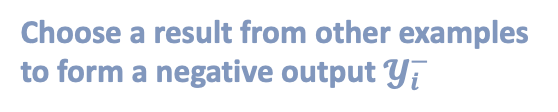 Choose a result from other examples
to form a negative output 𝒴ᵢ⁻